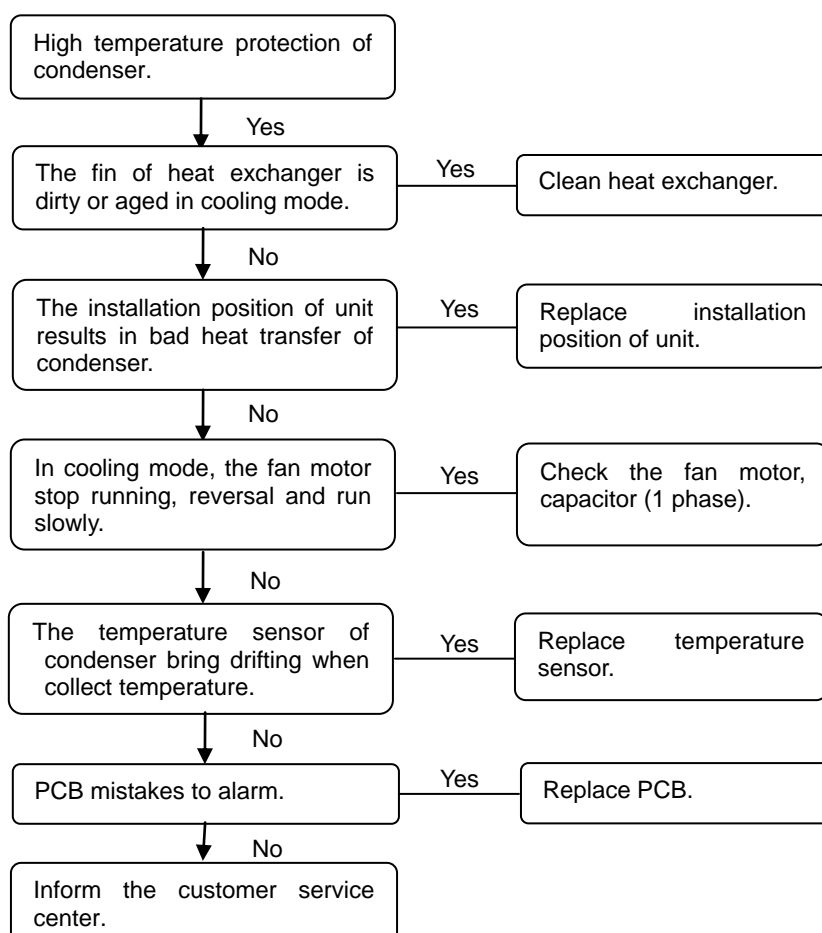 High temperature protection of
condenser.
Yes
The fin of heat exchanger is
dirty or aged in cooling mode.
Yes
Clean heat exchanger.
No
The installation position of unit
results in bad heat transfer of
condenser.
Yes
Replace installation
position of unit.
No
In cooling mode, the fan motor
stop running, reversal and run
slowly.
Yes
Check the fan motor,
capacitor (1 phase).
No
The temperature sensor of
condenser bring drifting when
collect temperature.
Yes
Replace temperature
sensor.
No
PCB mistakes to alarm.
Yes
Replace PCB.
No
Inform the customer service
center.